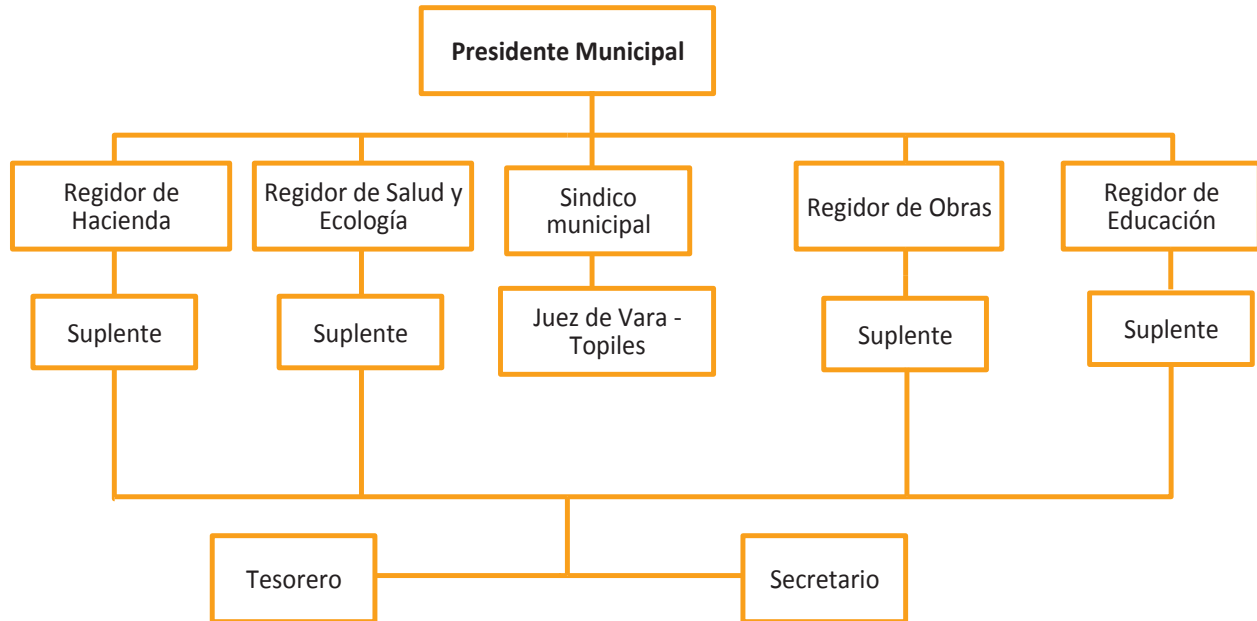 Presidente Municipal
Regidor de
Hacienda
Regidor de Salud y
Ecología
Sindico
municipal
Regidor de Obras
Regidor de
Educación
Suplente
Suplente
Juez de Vara -
Topiles
Suplente
Suplente
Tesorero
Secretario